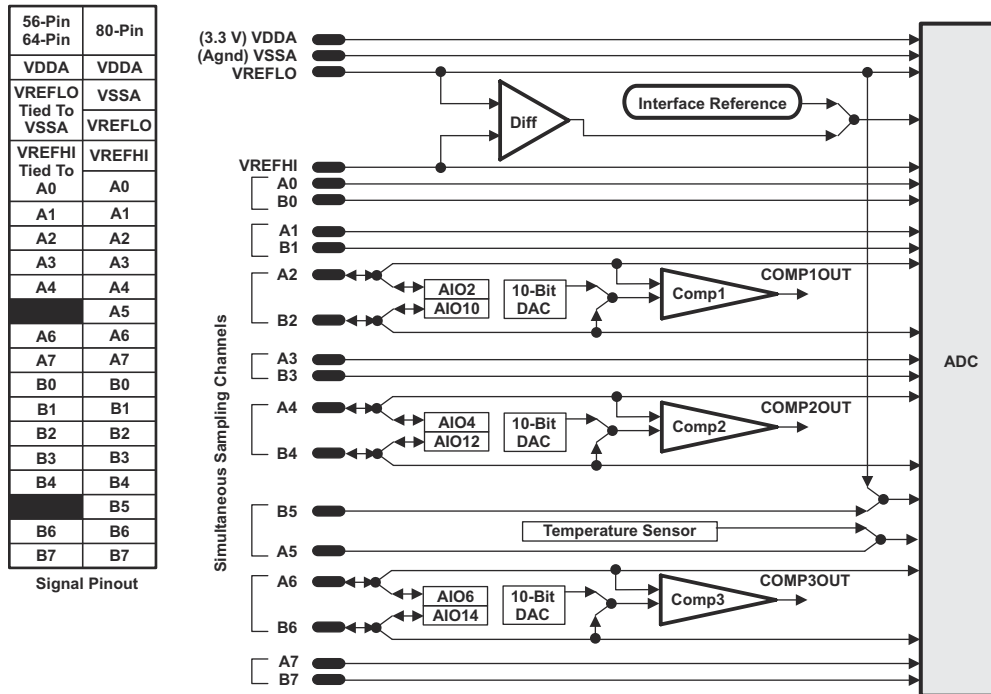 56-Pin
64-Pin
80-Pin
VDDA
VDDA
VREFLO
Tied To
VSSA
VSSA
VREFLO
VREFHI
Tied To
A0
VREFHI
A0
A1
A1
A2
A2
A3
A3
A4
A4
A5
A6
A6
A7
A7
B0
B0
B1
B1
B2
B2
B3
B3
B4
B4
B5
B6
B6
B7
B7
Signal Pinout
(3.3 V) VDDA
(Agnd) VSSA
VREFLO
Diff
Interface Reference
VREFHI
A0
B0
A1
B1
A2
AIO2
AIO10
10-Bit
DAC
Comp1
COMP1OUT
B2
A3
B3
A4
AIO4
AIO12
10-Bit
DAC
Comp2
COMP2OUT
B4
B5
Temperature Sensor
A5
A6
AIO6
AIO14
10-Bit
DAC
Comp3
COMP3OUT
B6
A7
B7
Simultaneous Sampling Channels
ADC